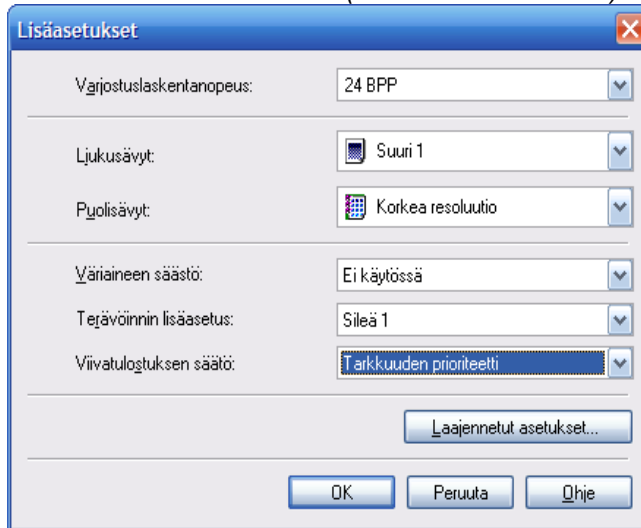 Lisäasetukset
Varjostuslaskentanopeus: 24 BPP
Liukusävyt: Suuri 1
Puolisävyt: Korkea resoluutio
Väriaineen säästö: Ei käytössä
Terävöinnin lisäasetus: Sileä 1
Viivatulostuksen säätö: Tarkkuuden prioriteetti
Laajennetut asetukset...
OK Peruuta Ohje